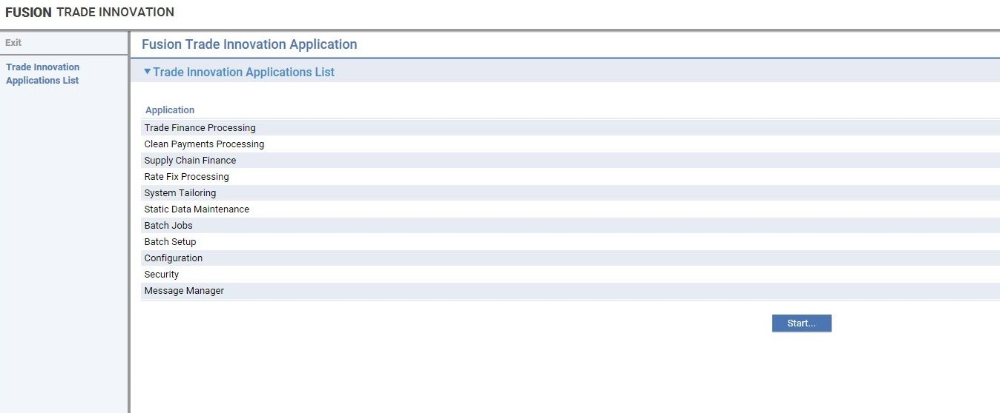 FUSION TRADE INNOVATION
Exit
Trade Innovation
Applications List
Fusion Trade Innovation Application
Trade Innovation Applications List
Application
Trade Finance Processing
Clean Payments Processing
Supply Chain Finance
Rate Fix Processing
System Tailoring
Static Data Maintenance
Batch Jobs
Batch Setup
Configuration
Security
Message Manager
Start...